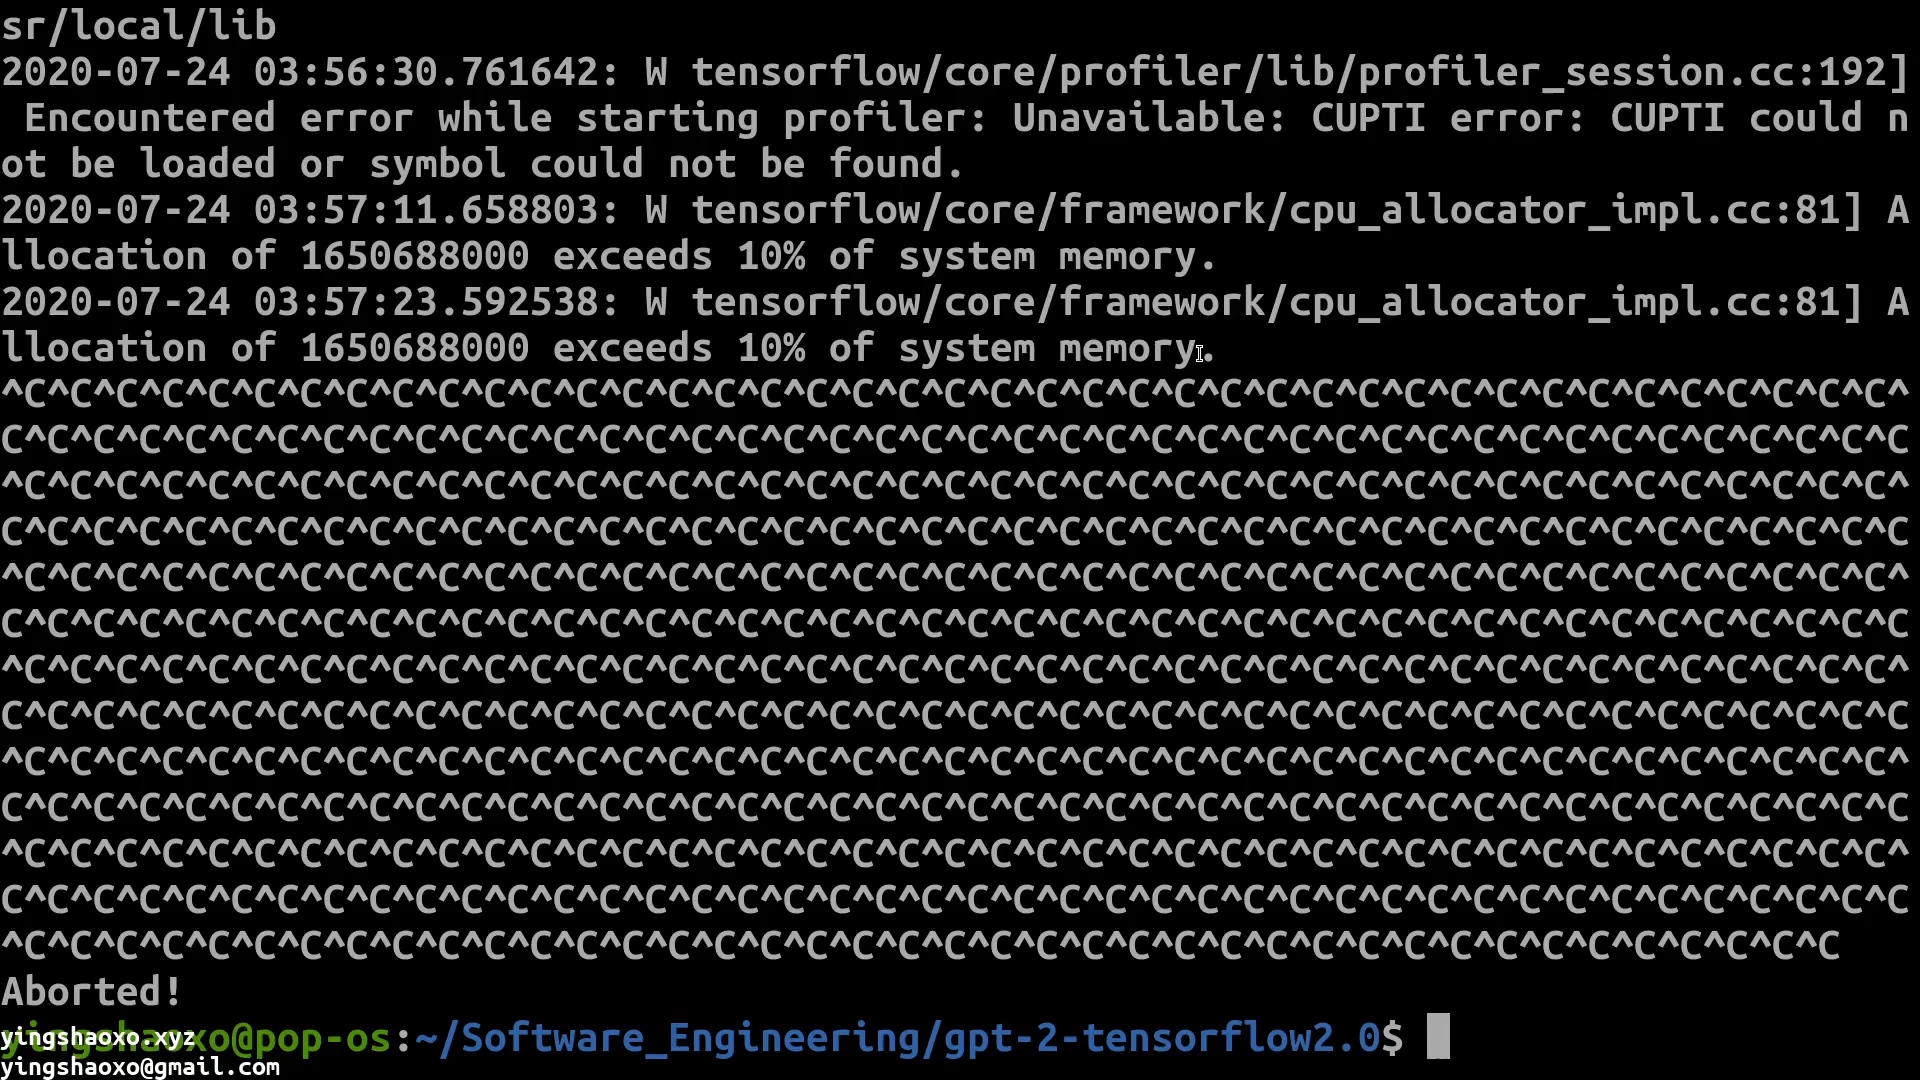 sr/local/lib
2020-07-24 03:56:30.761642: W tensorflow/core/profiler/lib/profiler_session.cc:192]
 Encountered error while starting profiler: Unavailable: CUPTI error: CUPTI could n
ot be loaded or symbol could not be found.
2020-07-24 03:57:11.658803: W tensorflow/core/framework/cpu_allocator_impl.cc:81] A
llocation of 1650688000 exceeds 10% of system memory.
2020-07-24 03:57:23.592538: W tensorflow/core/framework/cpu_allocator_impl.cc:81] A
llocation of 1650688000 exceeds 10% of system memory.
^C^C^C^C^C^C^C^C^C^C^C^C^C^C^C^C^C^C^C^C^C^C^C^C^C^C^C^C^C^C^C^C^C^C^C^C^C^C^C^C^C^
C^C^C^C^C^C^C^C^C^C^C^C^C^C^C^C^C^C^C^C^C^C^C^C^C^C^C^C^C^C^C^C^C^C^C^C^C^C^C^C^C^C
^C^C^C^C^C^C^C^C^C^C^C^C^C^C^C^C^C^C^C^C^C^C^C^C^C^C^C^C^C^C^C^C^C^C^C^C^C^C^C^C^C^
C^C^C^C^C^C^C^C^C^C^C^C^C^C^C^C^C^C^C^C^C^C^C^C^C^C^C^C^C^C^C^C^C^C^C^C^C^C^C^C^C^C
^C^C^C^C^C^C^C^C^C^C^C^C^C^C^C^C^C^C^C^C^C^C^C^C^C^C^C^C^C^C^C^C^C^C^C^C^C^C^C^C^C^
C^C^C^C^C^C^C^C^C^C^C^C^C^C^C^C^C^C^C^C^C^C^C^C^C^C^C^C^C^C^C^C^C^C^C^C^C^C^C^C^C^C
^C^C^C^C^C^C^C^C^C^C^C^C^C^C^C^C^C^C^C^C^C^C^C^C^C^C^C^C^C^C^C^C^C^C^C^C^C^C^C^C^C^
C^C^C^C^C^C^C^C^C^C^C^C^C^C^C^C^C^C^C^C^C^C^C^C^C^C^C^C^C^C^C^C^C^C^C^C^C^C^C^C^C^C
^C^C^C^C^C^C^C^C^C^C^C^C^C^C^C^C^C^C^C^C^C^C^C^C^C^C^C^C^C^C^C^C^C^C^C^C^C^C^C^C^C^
C^C^C^C^C^C^C^C^C^C^C^C^C^C^C^C^C^C^C^C^C^C^C^C^C^C^C^C^C^C^C^C^C^C^C^C^C^C^C^C^C^C
^C^C^C^C^C^C^C^C^C^C^C^C^C^C^C^C^C^C^C^C^C^C^C^C^C^C^C^C^C^C^C^C^C^C^C^C^C^C^C^C^C^
C^C^C^C^C^C^C^C^C^C^C^C^C^C^C^C^C^C^C^C^C^C^C^C^C^C^C^C^C^C^C^C^C^C^C^C^C^C^C^C^C^C
^C^C^C^C^C^C^C^C^C^C^C^C^C^C^C^C^C^C^C^C^C^C^C^C^C^C^C^C^C^C^C^C^C^C^C^C^C^C^C^C
Aborted!
yingshaoxo@pop-os:~/Software_Engineering/gpt-2-tensorflow2.0$
yingshaoxo.xyz
yingshaoxo@gmail.com